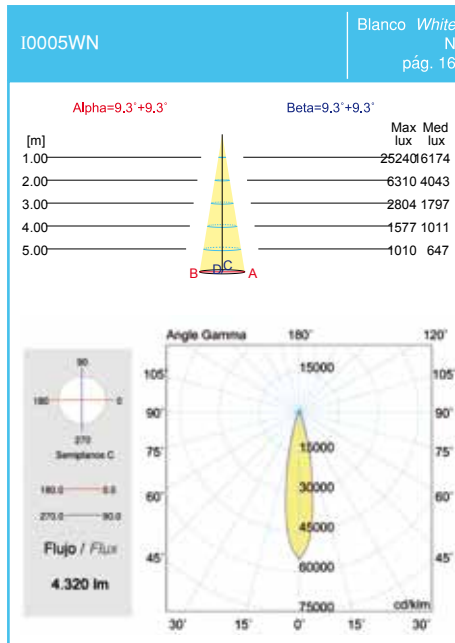 I0005WN
Blanco White
N
pág. 16
Alpha=9.3°+9.3°
Beta=9.3°+9.3°
[m]
Max Med
lux lux
1.00 25240 16174
2.00 6310 4043
3.00 2804 1797
4.00 1577 1011
5.00 1010 647
B D C A
Angle Gamma 180° 120°
90
180 0
270
Semiplanos C
180.0 0.0
270.0 90.0
Flujo / Flux
4.320 lm
105° 15000 105°
90° 90°
75° 15000 75°
60° 30000 60°
45° 45000 45°
60000
75000 cd/klm
30° 15° 0° 15° 30°